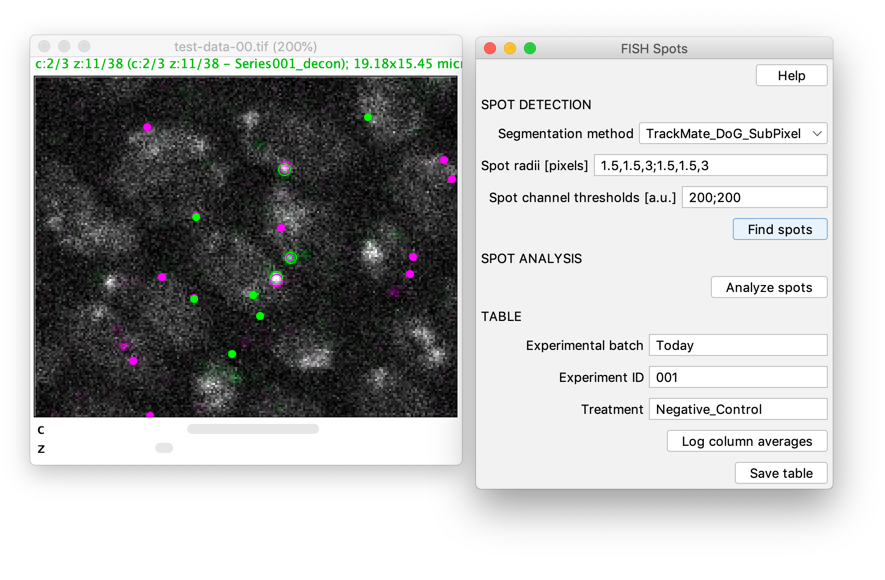 test-data-00.tif (200%)
c:2/3 z:11/38 (c:2/3 z:11/38 – Series001_decon); 19.18x15.45 micr
c
z
FISH Spots
Help
SPOT DETECTION
Segmentation method TrackMate_DoG_SubPixel
Spot radii [pixels] 1.5,1.5,3;1.5,1.5,3
Spot channel thresholds [a.u.] 200;200
Find spots
SPOT ANALYSIS
Analyze spots
TABLE
Experimental batch Today
Experiment ID 001
Treatment Negative_Control
Log column averages
Save table